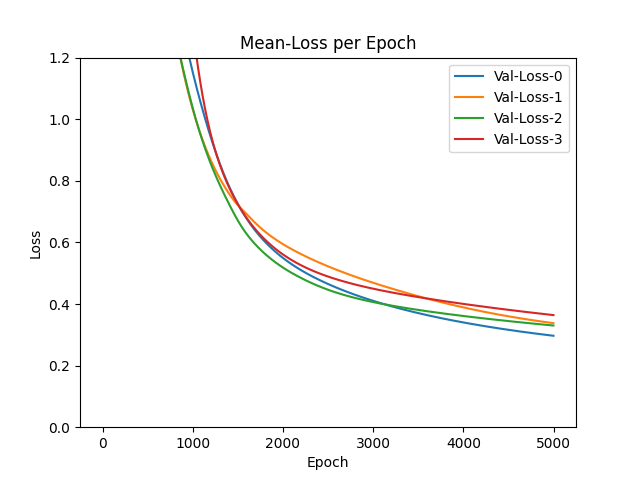 Mean-Loss per Epoch
1.2
1.0
0.8
0.6
0.4
0.2
0.0
Loss
Val-Loss-0
Val-Loss-1
Val-Loss-2
Val-Loss-3
0 1000 2000 3000 4000 5000
Epoch